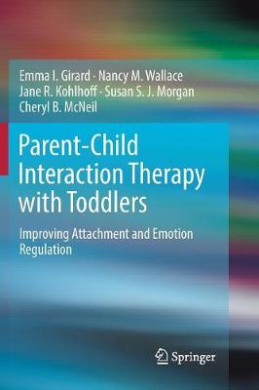 Emma I. Girard · Nancy M. Wallace
Jane R. Kohlhoff · Susan S. J. Morgan
Cheryl B. McNeil
Parent-Child
Interaction Therapy
with Toddlers
Improving Attachment and Emotion
Regulation
Springer